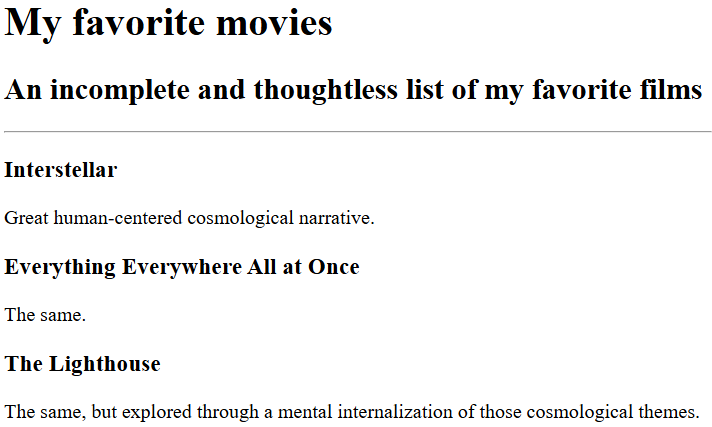 My favorite movies
An incomplete and thoughtless list of my favorite films
Interstellar
Great human-centered cosmological narrative.
Everything Everywhere All at Once
The same.
The Lighthouse
The same, but explored through a mental internalization of those cosmological themes.